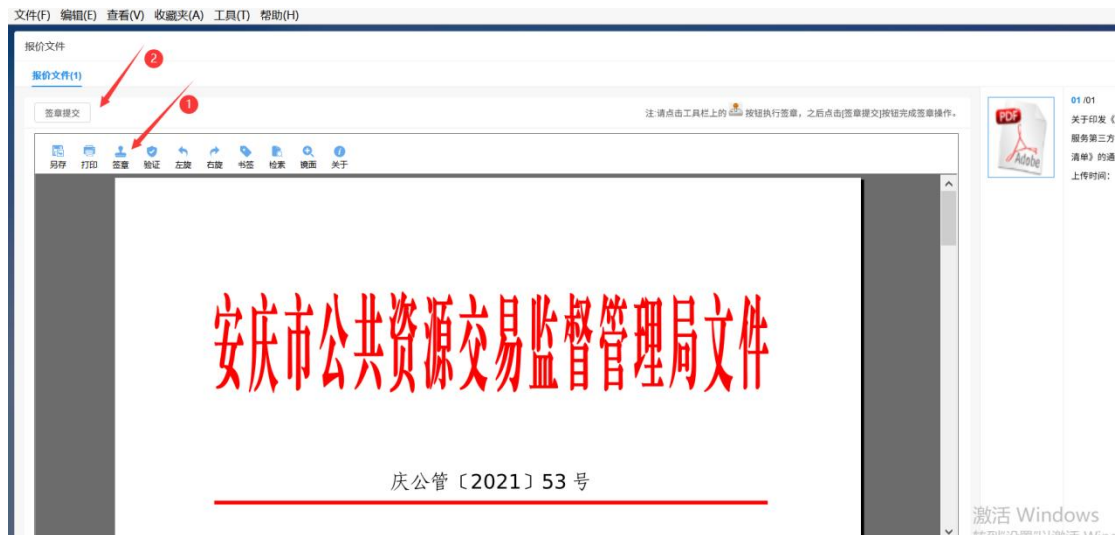 文件(F) 编辑(E) 查看(V) 收藏夹(A) 工具(T) 帮助(H)
报价文件
报价文件(1)
2
1
签章提交
注:请点击工具栏上的 按钮执行签章，之后点击[签章提交]按钮完成签章操作。
另存 打印 签章 验证 左旋 右旋 书签 检索 镜面 关于
安庆市公共资源交易监督管理局文件
庆公管〔2021〕53 号
PDF
Adobe
01 /01
关于印发《
服务第三方
清单》的通
上传时间:
激活 Windows